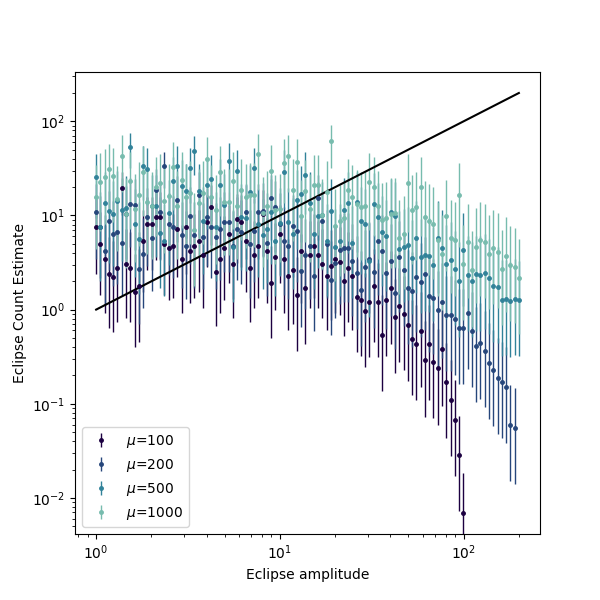 Eclipse Count Estimate
10²
10¹
10⁰
10⁻¹
10⁻²
μ=100
μ=200
μ=500
μ=1000
10⁰ 10¹ 10²
Eclipse amplitude